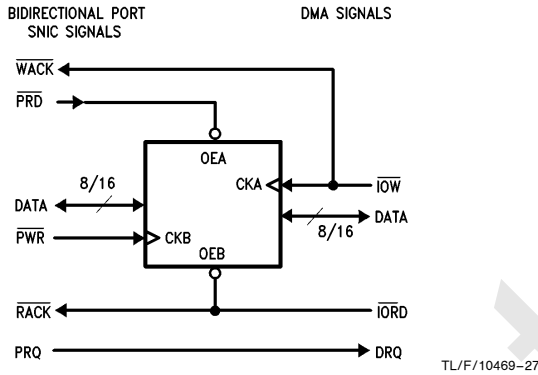 BIDIRECTIONAL PORT
SNIC SIGNALS
DMA SIGNALS
WACK
PRD
OEA
8/16
CKA
IOW
DATA
DATA
8/16
PWR
CKB
OEB
RACK
IORD
PRQ
DRQ
TL/F/10469–27